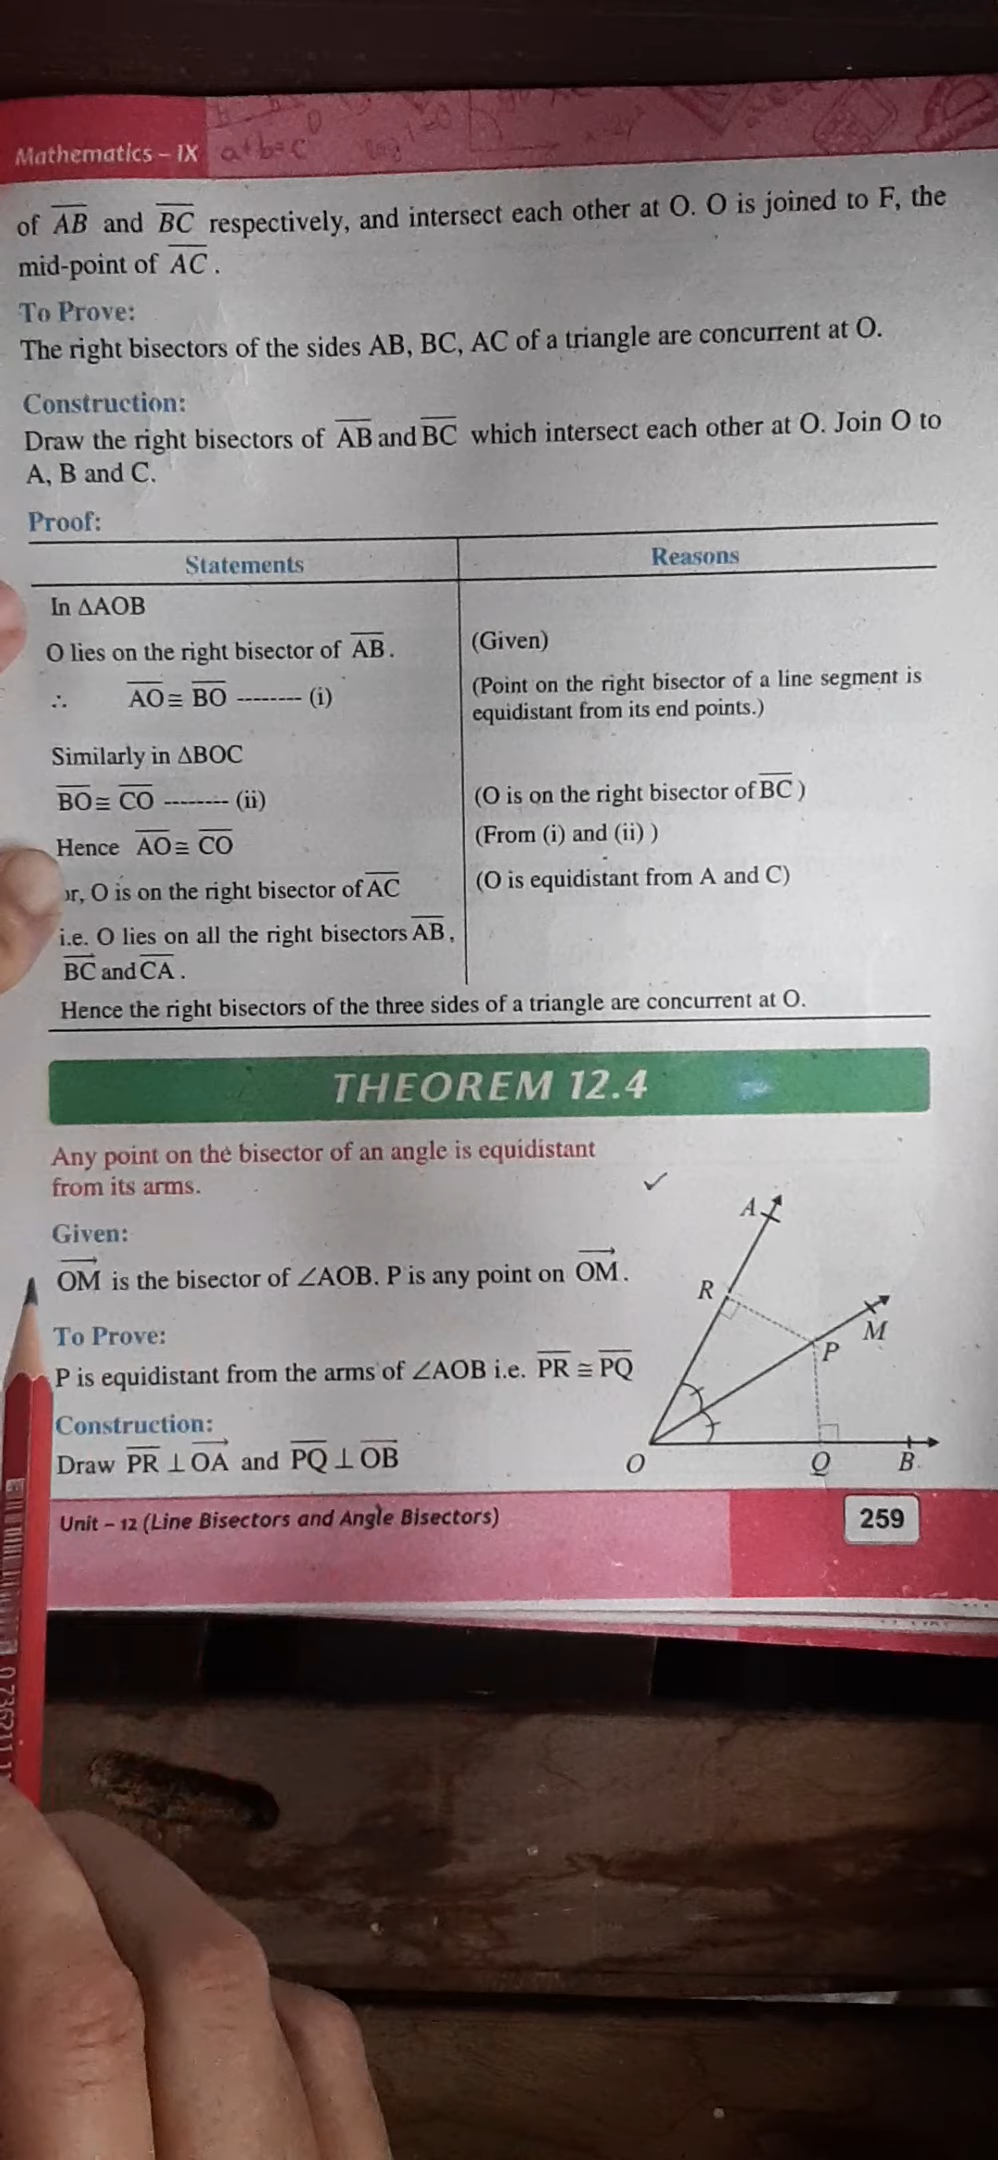 Mathematics – IX
of AB and BC respectively, and intersect each other at O. O is joined to F, the
mid-point of AC.
To Prove:
The right bisectors of the sides AB, BC, AC of a triangle are concurrent at O.
Construction:
Draw the right bisectors of AB and BC which intersect each other at O. Join O to
A, B and C.
Proof:
Statements
Reasons
In ΔAOB
O lies on the right bisector of AB.
(Given)
∴ AO ≅ BO -------- (i)
(Point on the right bisector of a line segment is
equidistant from its end points.)
Similarly in ΔBOC
BO ≅ CO -------- (ii)
(O is on the right bisector of BC)
Hence AO ≅ CO
(From (i) and (ii) )
or, O is on the right bisector of AC
(O is equidistant from A and C)
i.e. O lies on all the right bisectors AB,
BC and CA.
Hence the right bisectors of the three sides of a triangle are concurrent at O.
THEOREM 12.4
Any point on the bisector of an angle is equidistant
from its arms.
Given:
OM is the bisector of ∠AOB. P is any point on OM.
To Prove:
P is equidistant from the arms of ∠AOB i.e. PR ≅ PQ
Construction:
Draw PR ⊥ OA and PQ ⊥ OB
A
R
M
P
O
Q
B
Unit – 12 (Line Bisectors and Angle Bisectors)
259